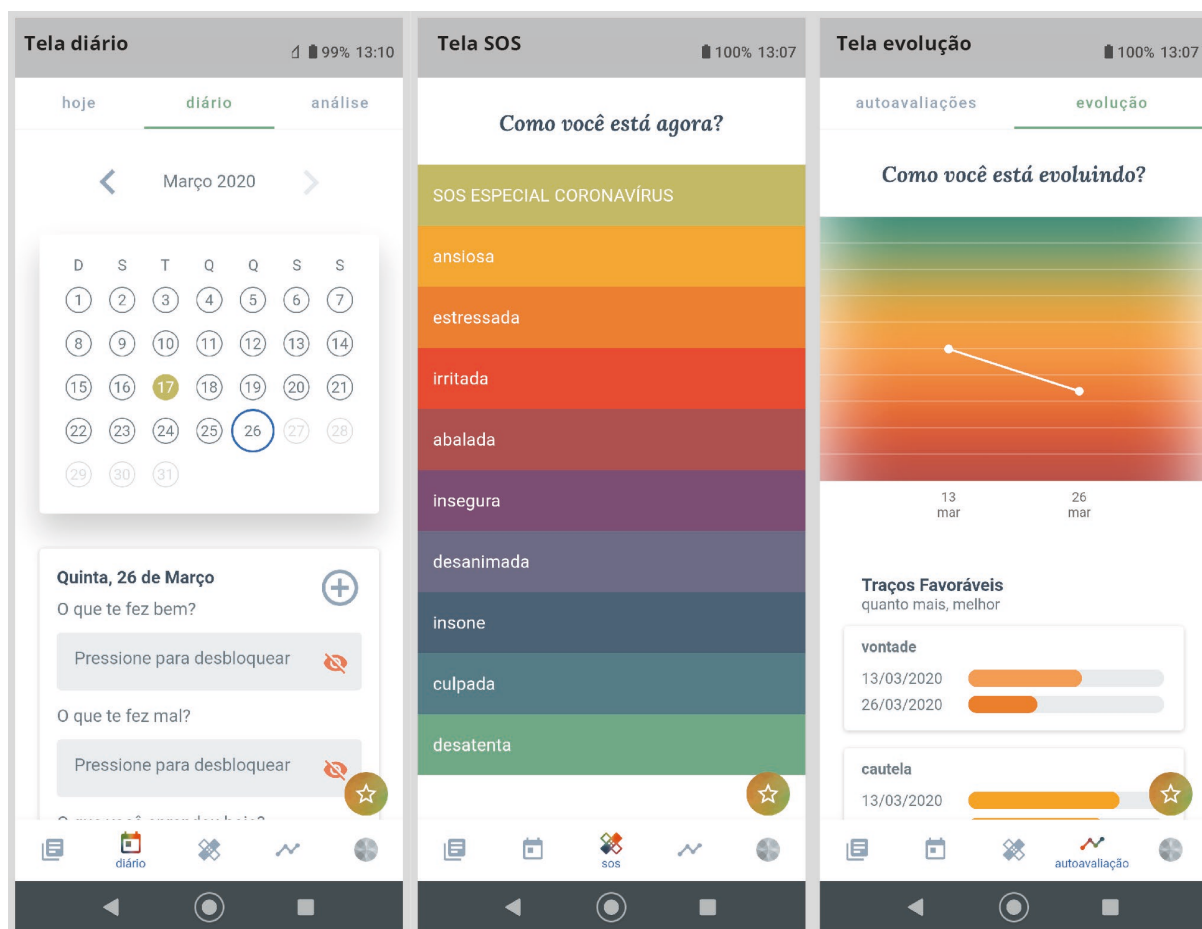 Tela diário
99% 13:10
hoje diário análise
Março 2020
D S T Q Q S S
1 2 3 4 5 6 7
8 9 10 11 12 13 14
15 16 17 18 19 20 21
22 23 24 25 26 27 28
29 30 31
Quinta, 26 de Março
O que te fez bem?
Pressione para desbloquear
O que te fez mal?
Pressione para desbloquear
diário
Tela SOS
100% 13:07
Como você está agora?
SOS ESPECIAL CORONAVÍRUS
ansiosa
estressada
irritada
abalada
insegura
desanimada
insone
culpada
desatenta
sos
Tela evolução
100% 13:07
autoavaliações evolução
Como você está evoluindo?
13 26
mar mar
Traços Favoráveis
quanto mais, melhor
vontade
13/03/2020
26/03/2020
cautela
13/03/2020
autoavaliação